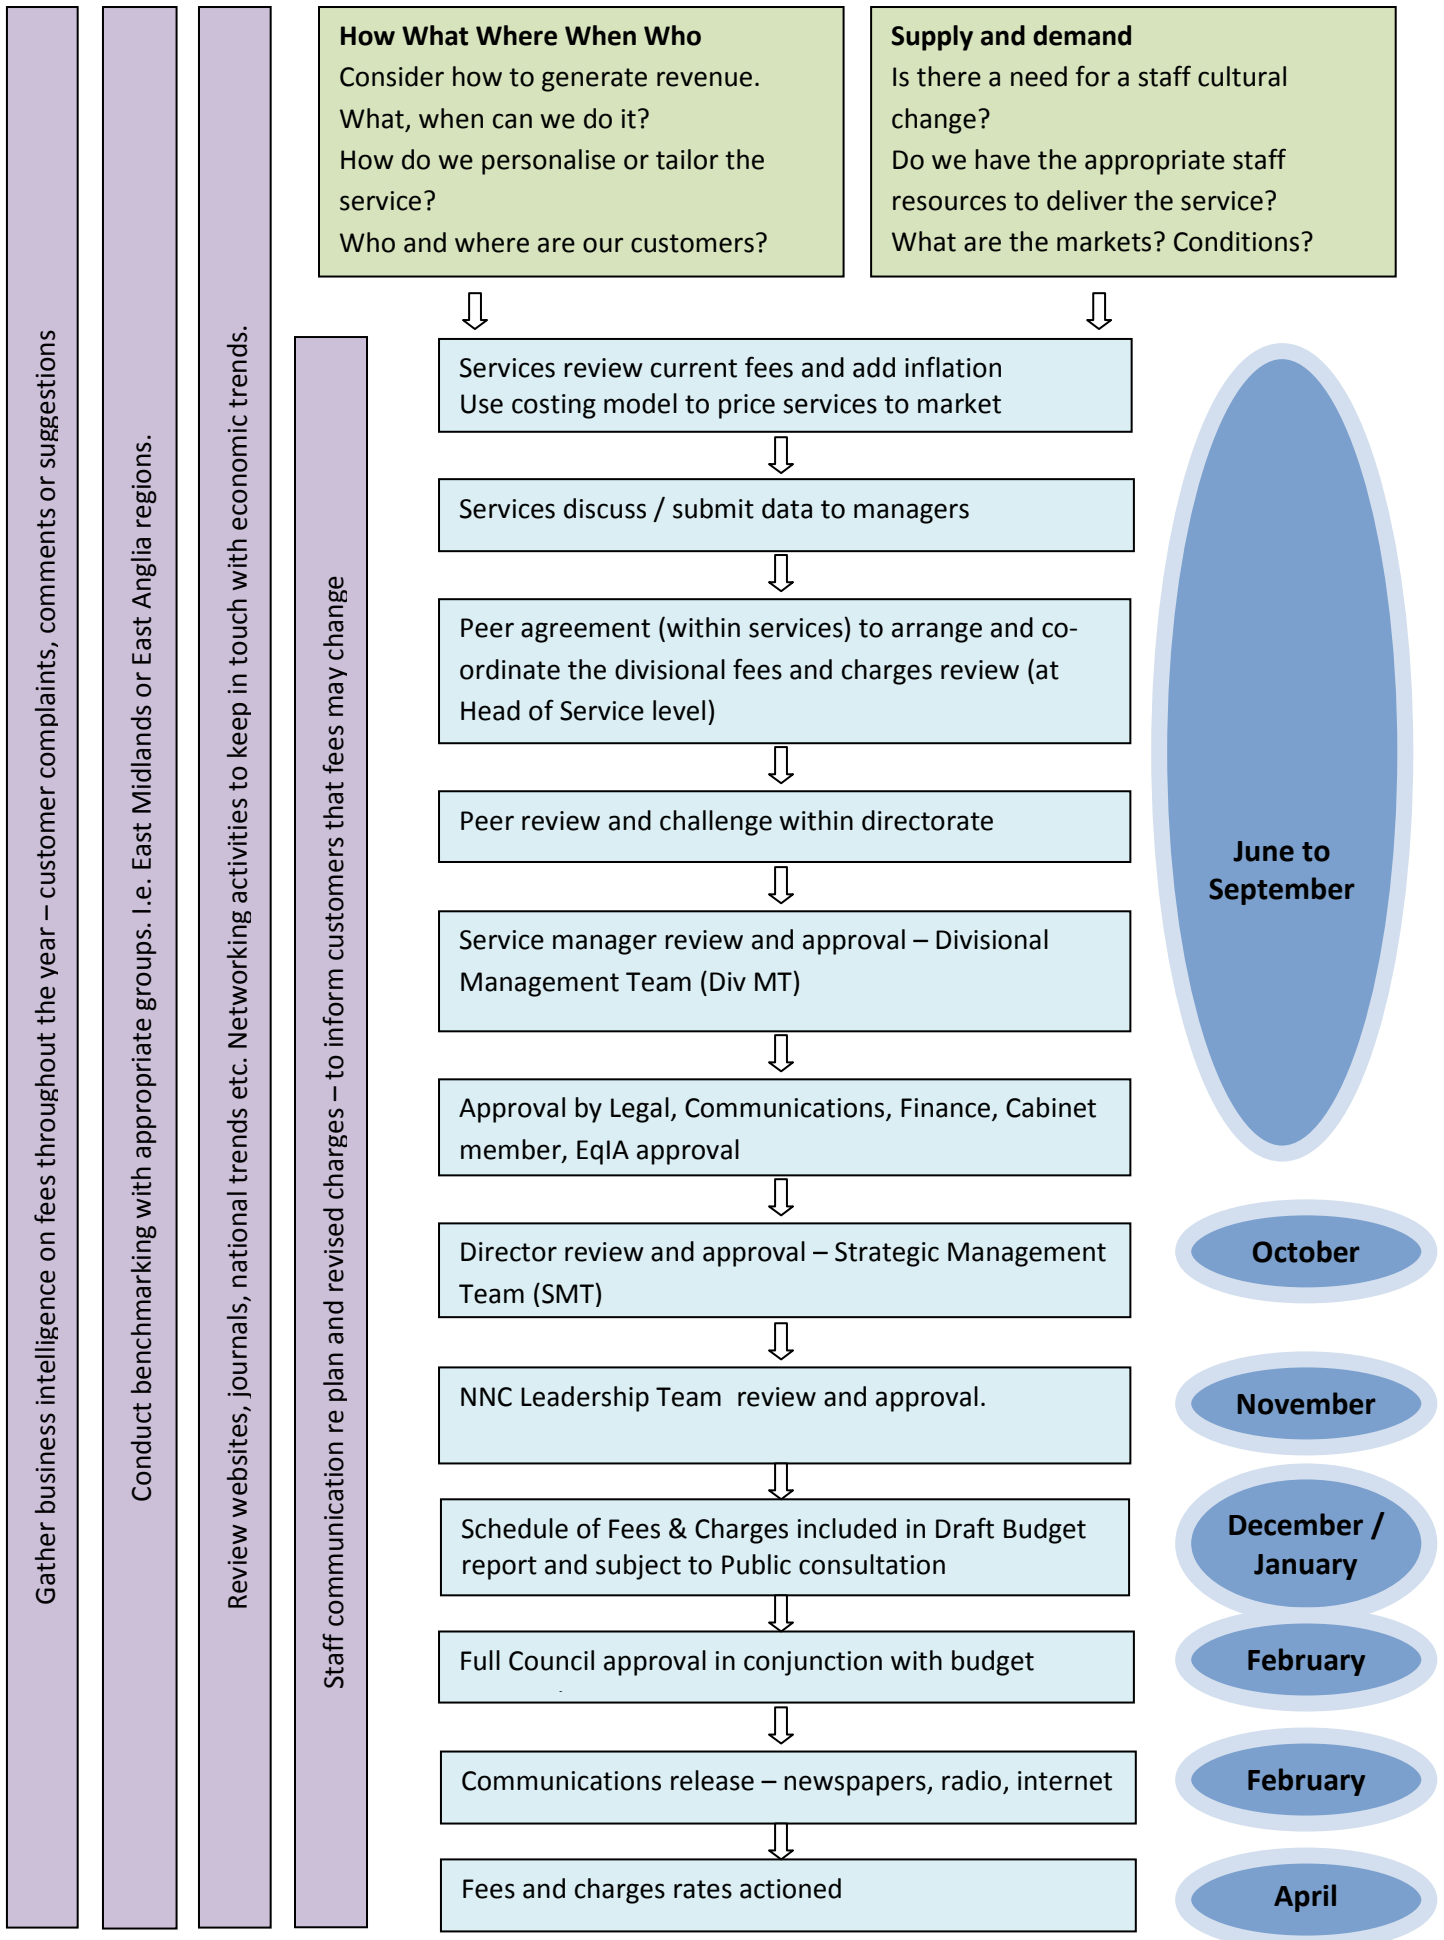 Gather business intelligence on fees throughout the year – customer complaints, comments or suggestions
Conduct benchmarking with appropriate groups. I.e. East Midlands or East Anglia regions.
Review websites, journals, national trends etc. Networking activities to keep in touch with economic trends.
Staff communication re plan and revised charges – to inform customers that fees may change
How What Where When Who
Consider how to generate revenue.
What, when can we do it?
How do we personalise or tailor the
service?
Who and where are our customers?
Supply and demand
Is there a need for a staff cultural
change?
Do we have the appropriate staff
resources to deliver the service?
What are the markets? Conditions?
Services review current fees and add inflation
Use costing model to price services to market
Services discuss / submit data to managers
Peer agreement (within services) to arrange and co-
ordinate the divisional fees and charges review (at
Head of Service level)
Peer review and challenge within directorate
Service manager review and approval – Divisional
Management Team (Div MT)
Approval by Legal, Communications, Finance, Cabinet
member, EqIA approval
June to
September
Director review and approval – Strategic Management
Team (SMT)
October
NNC Leadership Team  review and approval.
November
Schedule of Fees & Charges included in Draft Budget
report and subject to Public consultation
December /
January
Full Council approval in conjunction with budget
February
Communications release – newspapers, radio, internet
February
Fees and charges rates actioned
April